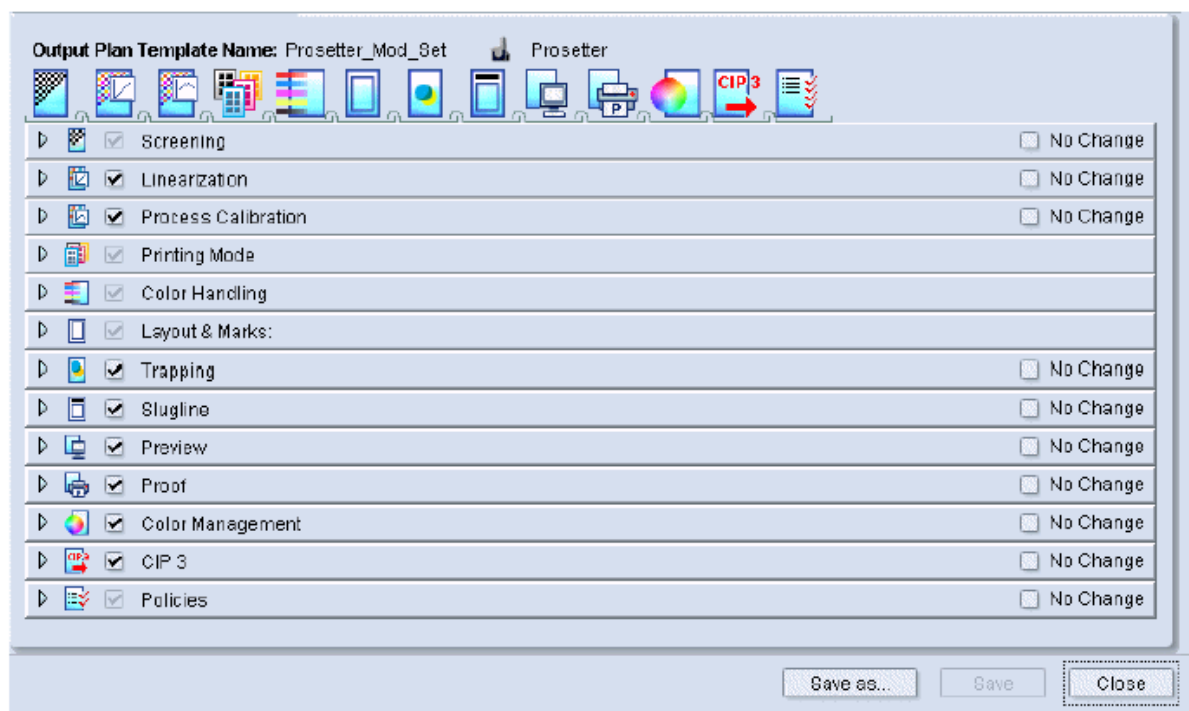 Output Plan Template Name: Prosetter_Mod_Set Prosetter
P CIP 3
Screening No Change
Linearization No Change
Process Calibration No Change
Printing Mode
Color Handling
Layout & Marks:
Trapping No Change
Slugline No Change
Preview No Change
Proof No Change
Color Management No Change
CIP 3 CIP 3 No Change
Policies No Change
Save as... Save Close